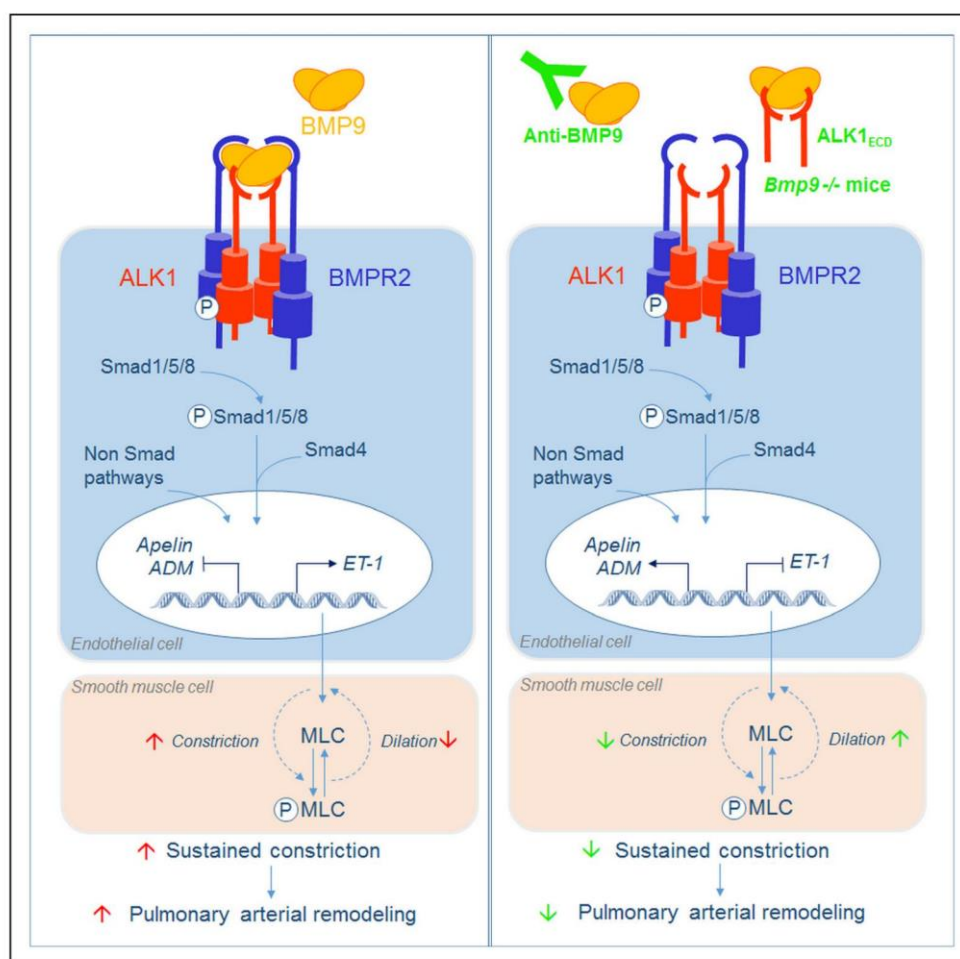 BMP9
ALK1
BMPR2
P
Smad1/5/8
P Smad1/5/8
Non Smad
pathways
Smad4
Apelin
ADM
ET-1
Endothelial cell
Smooth muscle cell
↑ Constriction
MLC
Dilation ↓
P MLC
↑ Sustained constriction
↑ Pulmonary arterial remodeling
Anti-BMP9
ALK1ECD
Bmp9 -/- mice
ALK1
BMPR2
P
Smad1/5/8
P Smad1/5/8
Non Smad
pathways
Smad4
Apelin
ADM
ET-1
Endothelial cell
Smooth muscle cell
↓ Constriction
MLC
Dilation ↑
P MLC
↓ Sustained constriction
↓ Pulmonary arterial remodeling